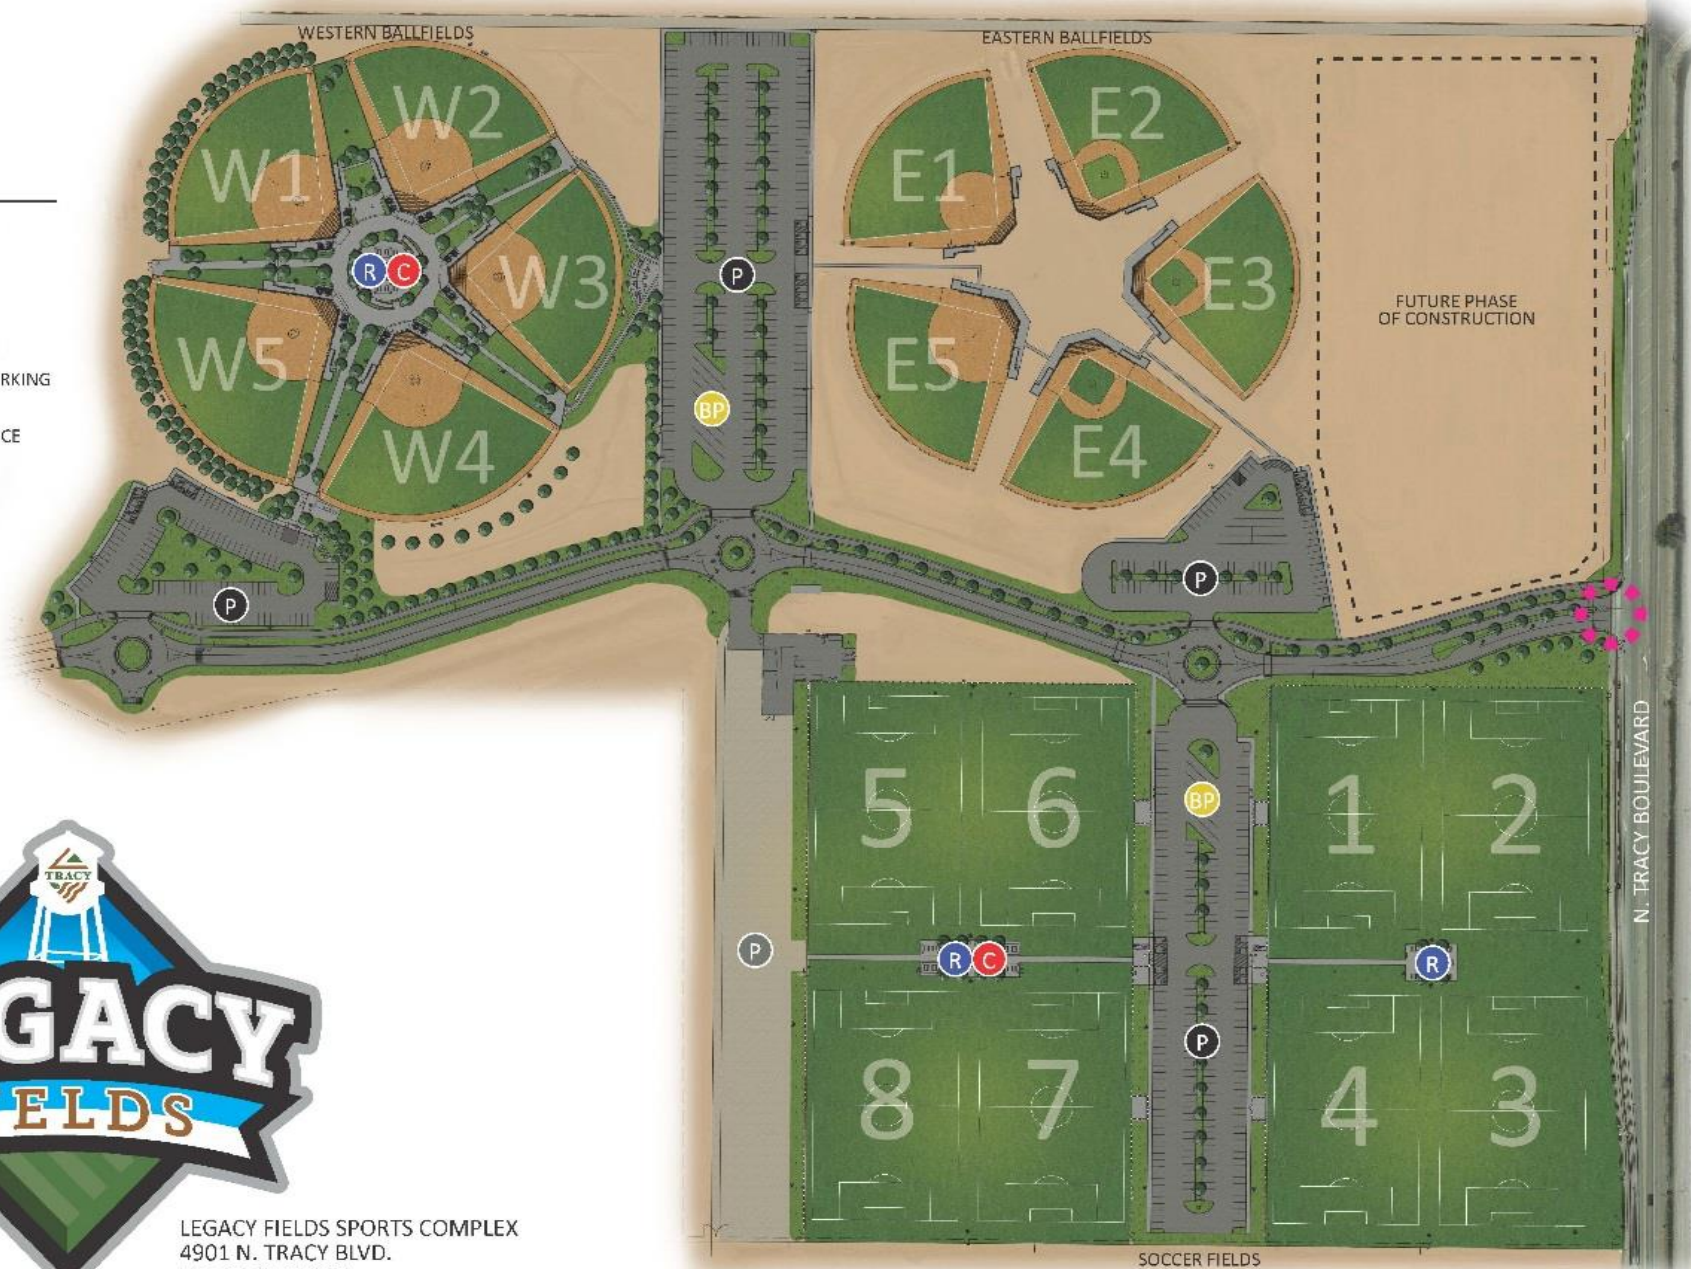 WESTERN BALLFIELDS
EASTERN BALLFIELDS
W2
E2
W1
E1
R C
P
W3
E3
FUTURE PHASE
OF CONSTRUCTION
W5
E5
RKING
BP
CE
W4
E4
P
P
N. TRACY BOULEVARD
5 6
1 2
BP
TRACY
P
R C
R
GACY
P
ELDS
8 7
4 3
LEGACY FIELDS SPORTS COMPLEX
4901 N. TRACY BLVD.
SOCCER FIELDS